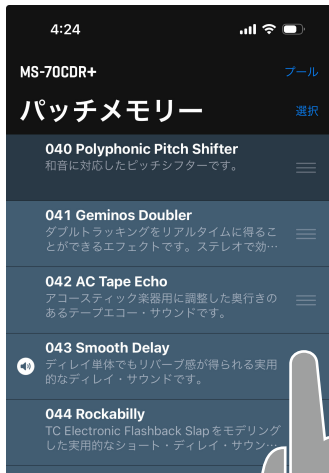 4:24
MS-70CDR+
プール
パッチメモリー
選択
040 Polyphonic Pitch Shifter
和音に対応したピッチシフターです。
041 Geminos Doubler
ダブルトラッキングをリアルタイムに得るこ
とができるエフェクトです。ステレオで効…
042 AC Tape Echo
アコースティック楽器用に調整した奥行きの
あるテープエコー・サウンドです。
043 Smooth Delay
ディレイ単体でもリバーブ感が得られる実用
的なディレイ・サウンドです。
044 Rockabilly
TC Electronic Flashback Slapをモデリング
した実用的なショート・ディレイ・サウン…